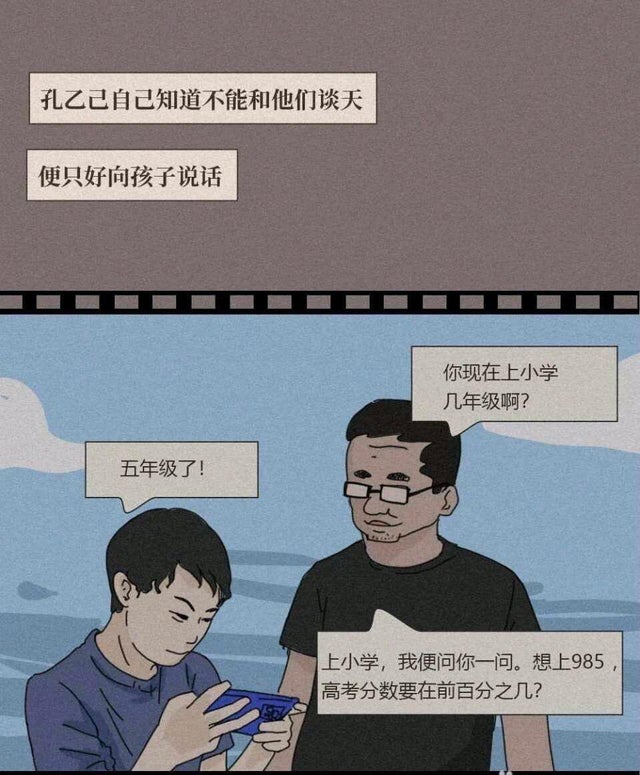 孔乙己自己知道不能和他们谈天
便只好向孩子说话
你现在上小学
几年级啊？
五年级了！
上小学，我便问你一问。想上985，
高考分数要在前百分之几？